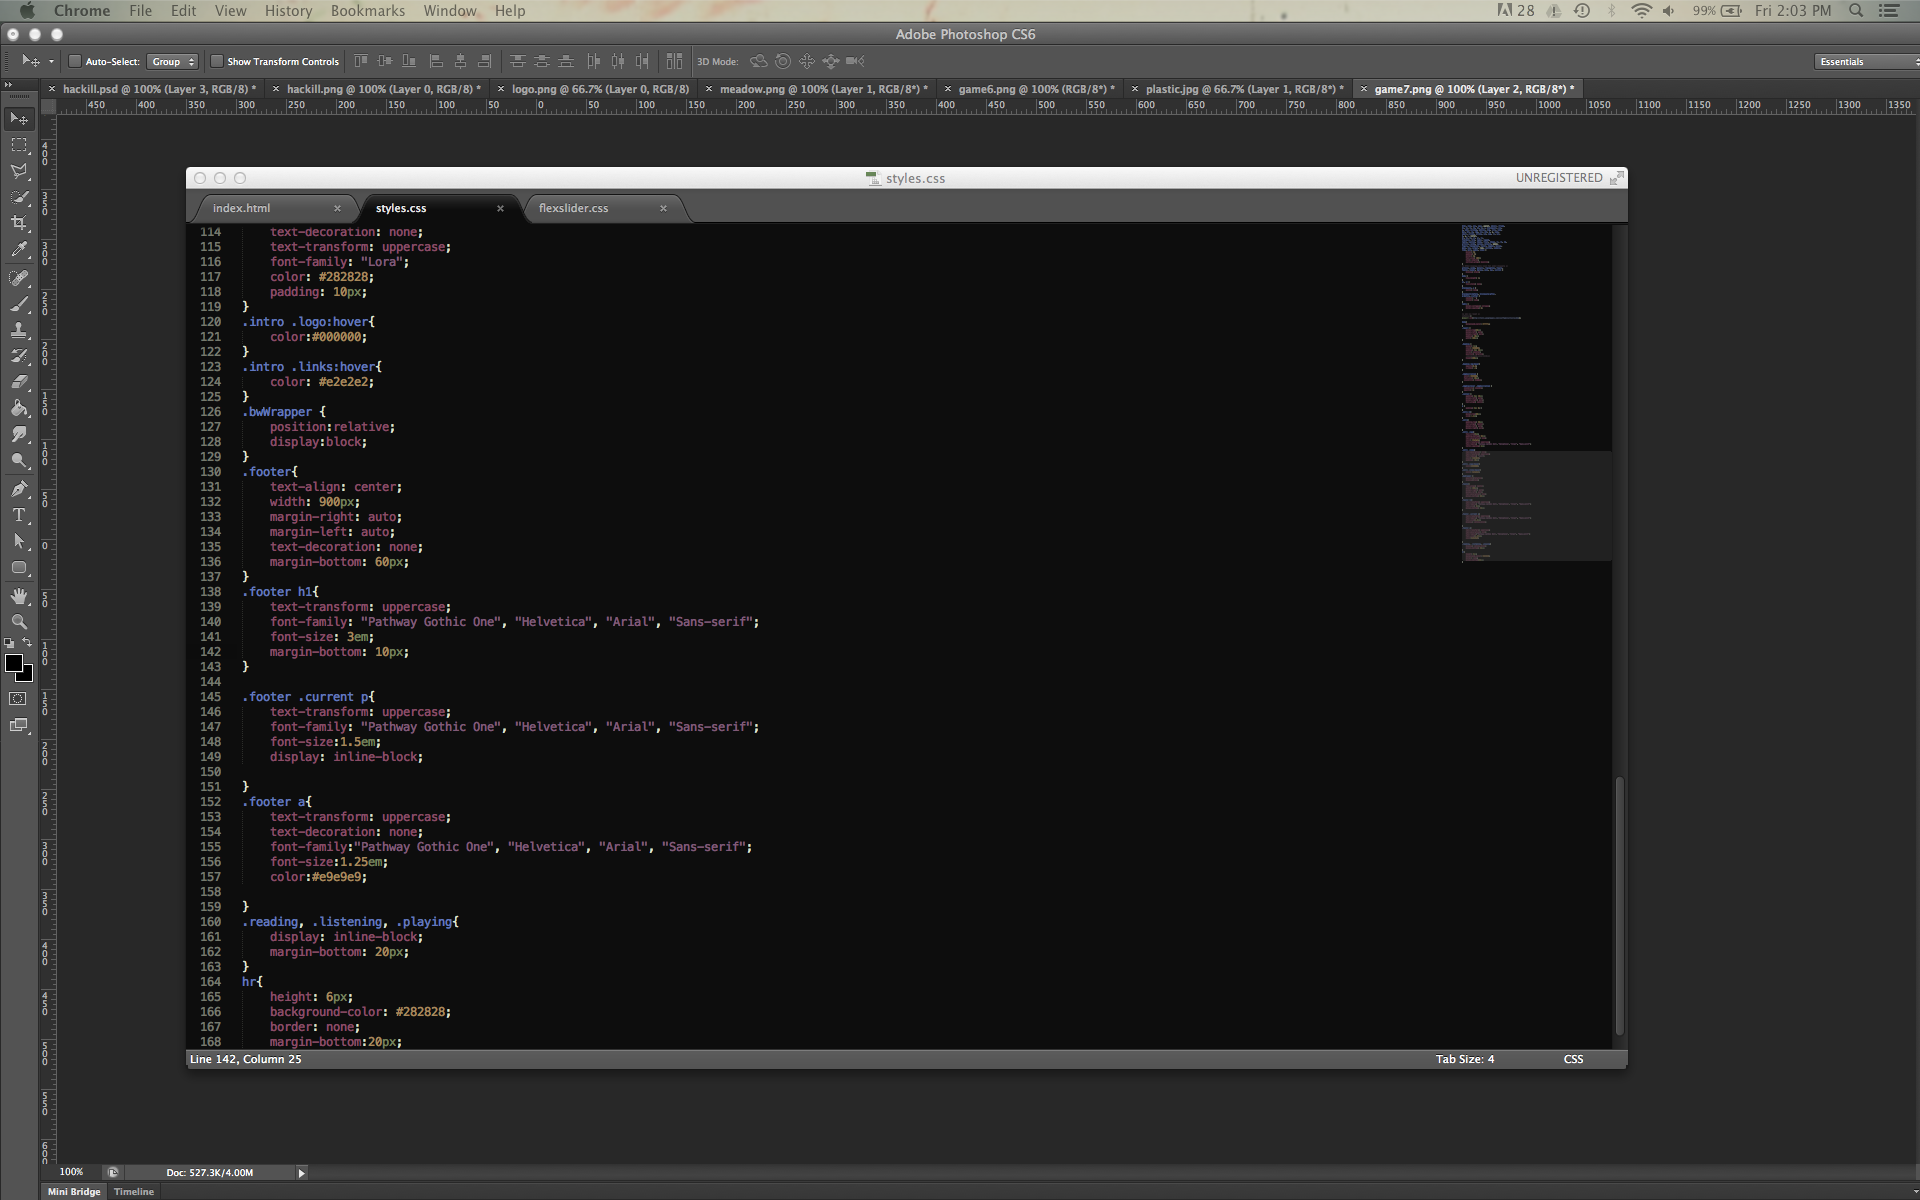 Chrome File Edit View History Bookmarks Window Help 28 99% Fri 2:03 PM
Adobe Photoshop CS6
Auto-Select: Group Show Transform Controls 3D Mode: Essentials
× hackill.psd @ 100% (Layer 3, RGB/8) * × hackill.png @ 100% (Layer 0, RGB/8) * × logo.png @ 66.7% (Layer 0, RGB/8) × meadow.png @ 100% (Layer 1, RGB/8*) * × game6.png @ 100% (RGB/8*) * × plastic.jpg @ 66.7% (Layer 1, RGB/8*) * × game7.png @ 100% (Layer 2, RGB/8*) *
450 400 350 300 250 200 150 100 50 0 50 100 150 200 250 300 350 400 450 500 550 600 650 700 750 800 850 900 950 1000 1050 1100 1150 1200 1250 1300 1350
styles.css UNREGISTERED
index.html × styles.css × flexslider.css ×
114 text-decoration: none;
115 text-transform: uppercase;
116 font-family: "Lora";
117 color: #282828;
118 padding: 10px;
119 }
120 .intro .logo:hover{
121 color:#000000;
122 }
123 .intro .links:hover{
124 color: #e2e2e2;
125 }
126 .bwWrapper {
127 position:relative;
128 display:block;
129 }
130 .footer{
131 text-align: center;
132 width: 900px;
133 margin-right: auto;
134 margin-left: auto;
135 text-decoration: none;
136 margin-bottom: 60px;
137 }
138 .footer h1{
139 text-transform: uppercase;
140 font-family: "Pathway Gothic One", "Helvetica", "Arial", "Sans-serif";
141 font-size: 3em;
142 margin-bottom: 10px;
143 }
144
145 .footer .current p{
146 text-transform: uppercase;
147 font-family: "Pathway Gothic One", "Helvetica", "Arial", "Sans-serif";
148 font-size:1.5em;
149 display: inline-block;
150
151 }
152 .footer a{
153 text-transform: uppercase;
154 text-decoration: none;
155 font-family:"Pathway Gothic One", "Helvetica", "Arial", "Sans-serif";
156 font-size:1.25em;
157 color:#e9e9e9;
158
159 }
160 .reading, .listening, .playing{
161 display: inline-block;
162 margin-bottom: 20px;
163 }
164 hr{
165 height: 6px;
166 background-color: #282828;
167 border: none;
168 margin-bottom:20px;
Line 142, Column 25 Tab Size: 4 CSS
100% Doc: 527.3K/4.00M
Mini Bridge Timeline